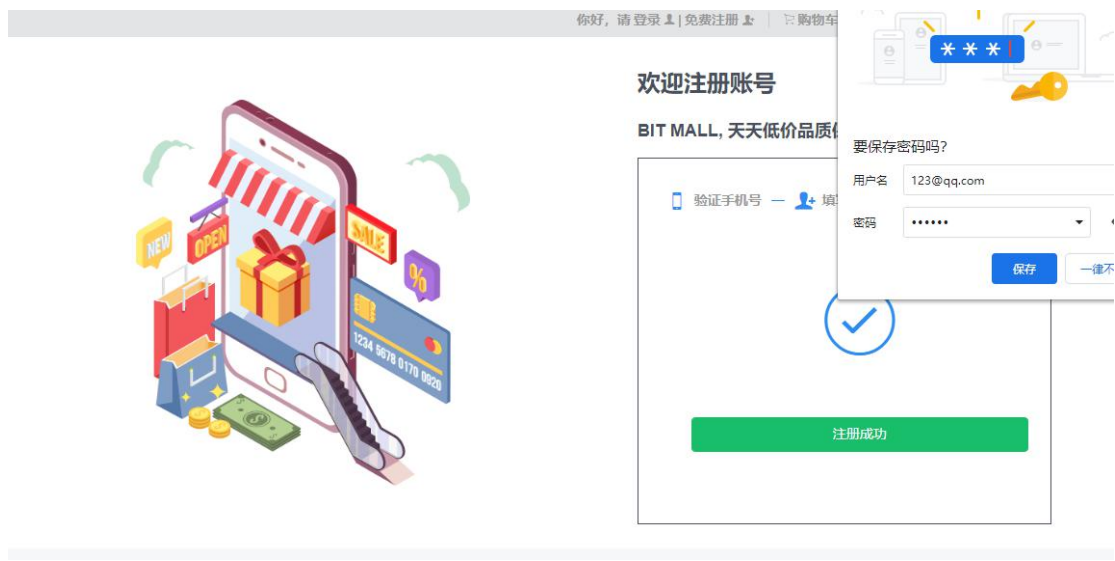 你好，请登录 | 免费注册 | 购物车
欢迎注册账号
BIT MALL, 天天低价品质
验证手机号 — 填
要保存密码吗?
用户名 123@qq.com
密码 ••••••
保存 一律不
注册成功
NEW
OPEN
SALE
%
1234 5678 0170 0920
***